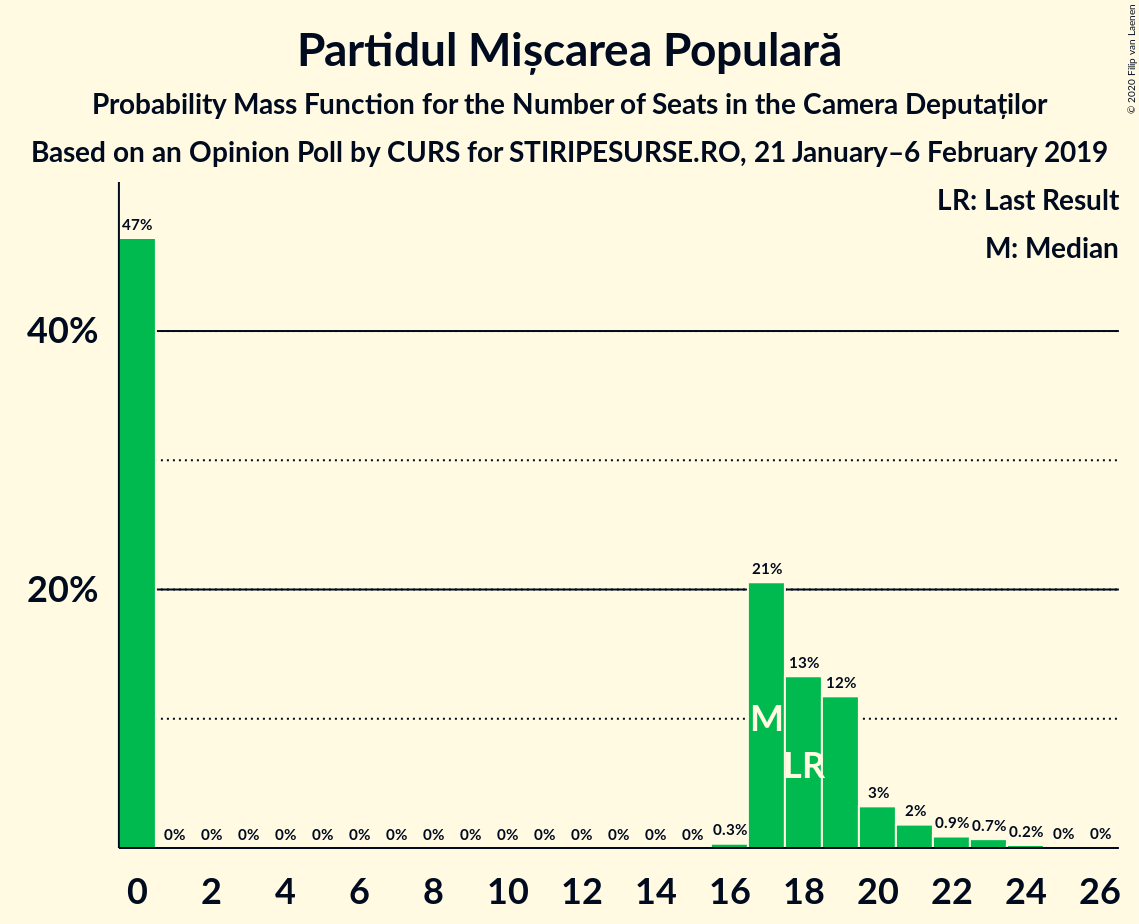 Partidul Mișcarea Populară
Probability Mass Function for the Number of Seats in the Camera Deputaților
Based on an Opinion Poll by CURS for STIRIPESURSE.RO, 21 January–6 February 2019
© 2020 Filip van Laenen
LR: Last Result
M: Median
40%
20%
47%
0% 0% 0% 0% 0% 0% 0% 0% 0% 0% 0% 0% 0% 0% 0% 0.3% 21% 13% 12% 3% 2% 0.9% 0.7% 0.2% 0% 0%
M
LR
0 2 4 6 8 10 12 14 16 18 20 22 24 26